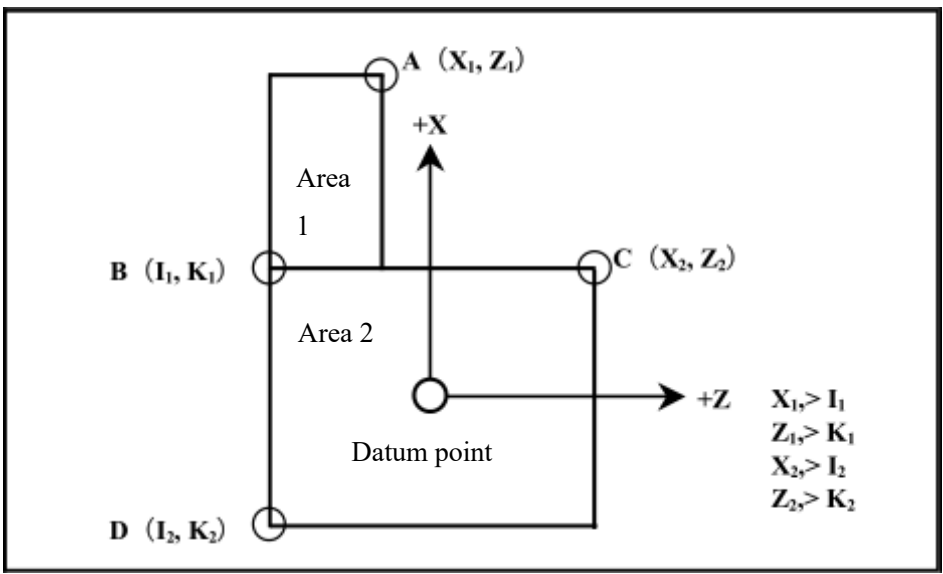 A (X₁, Z₁)
+X
Area
1
B (I₁, K₁)
C (X₂, Z₂)
Area 2
+Z
X₁,> I₁
Z₁,> K₁
X₂,> I₂
Z₂,> K₂
Datum point
D (I₂, K₂)